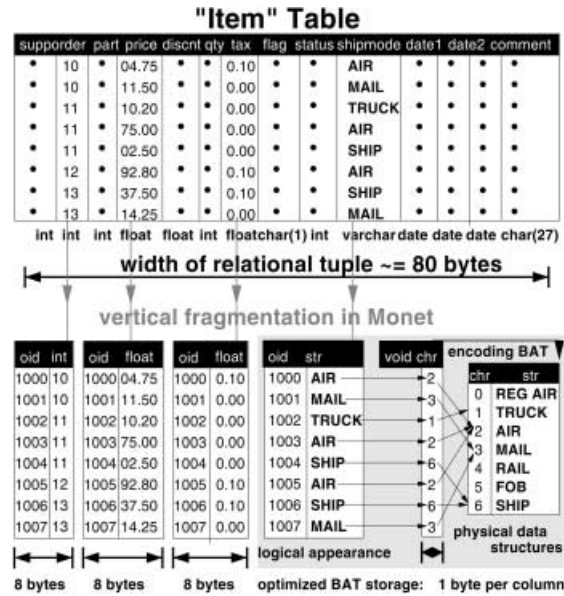 "Item" Table
supporder part price discnt qty tax flag status shipmode date1 date2 comment
• 10 • 04.75 • • 0.10 • • AIR • • •
• 10 • 11.50 • • 0.00 • • MAIL • • •
• 11 • 10.20 • • 0.00 • • TRUCK • • •
• 11 • 75.00 • • 0.00 • • AIR • • •
• 11 • 02.50 • • 0.00 • • SHIP • • •
• 12 • 92.80 • • 0.10 • • AIR • • •
• 13 • 37.50 • • 0.10 • • SHIP • • •
• 13 • 14.25 • • 0.00 • • MAIL • • •
int int int float float int floatchar(1) int varchar date date date char(27)
width of relational tuple ~= 80 bytes
vertical fragmentation in Monet
oid int
1000 10
1001 10
1002 11
1003 11
1004 11
1005 12
1006 13
1007 13
8 bytes
oid float
1000 04.75
1001 11.50
1002 10.20
1003 75.00
1004 02.50
1005 92.80
1006 37.50
1007 14.25
8 bytes
oid float
1000 0.10
1001 0.00
1002 0.00
1003 0.00
1004 0.00
1005 0.10
1006 0.10
1007 0.00
8 bytes
oid str
1000 AIR
1001 MAIL
1002 TRUCK
1003 AIR
1004 SHIP
1005 AIR
1006 SHIP
1007 MAIL
logical appearance
void chr
2
3
1
2
6
2
6
3
encoding BAT
chr str
0 REG AIR
1 TRUCK
2 AIR
3 MAIL
4 RAIL
5 FOB
6 SHIP
physical data
structures
optimized BAT storage: 1 byte per column